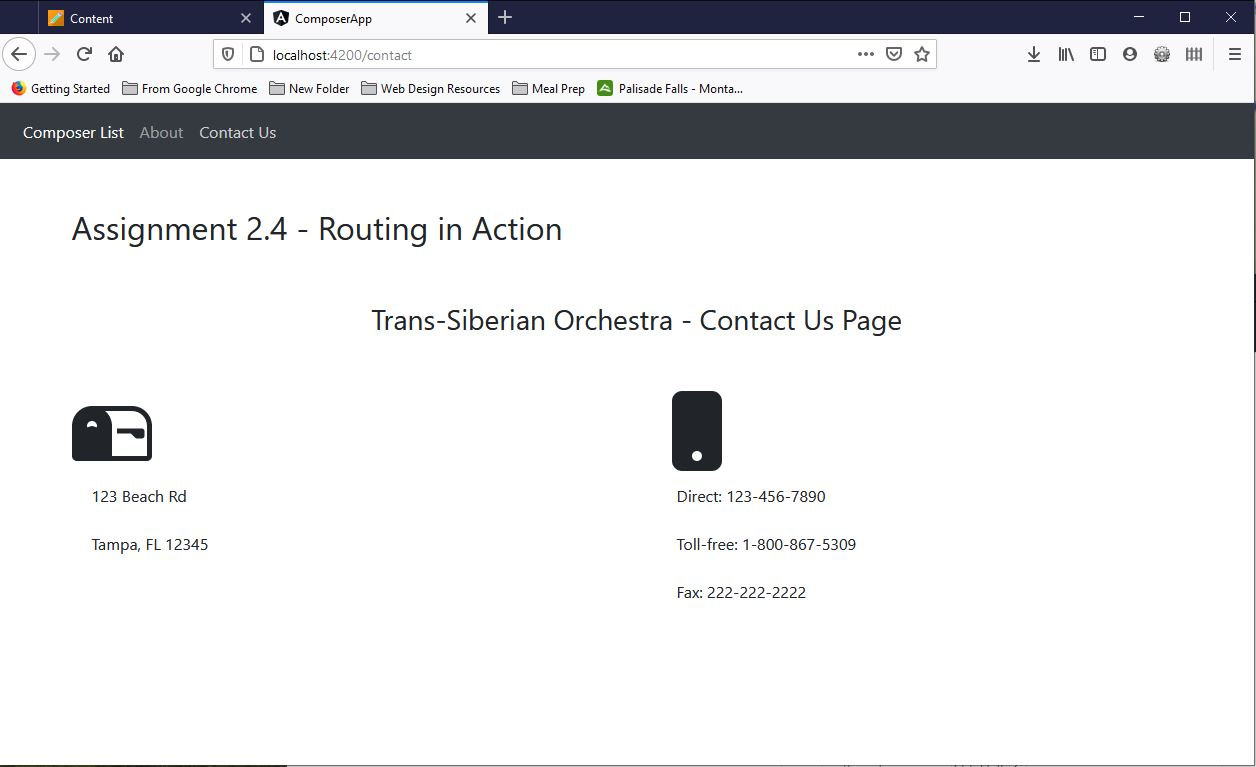 Content
ComposerApp
localhost:4200/contact
Getting Started From Google Chrome New Folder Web Design Resources Meal Prep Palisade Falls - Monta...
Composer List About Contact Us
Assignment 2.4 - Routing in Action
Trans-Siberian Orchestra - Contact Us Page
123 Beach Rd
Tampa, FL 12345
Direct: 123-456-7890
Toll-free: 1-800-867-5309
Fax: 222-222-2222